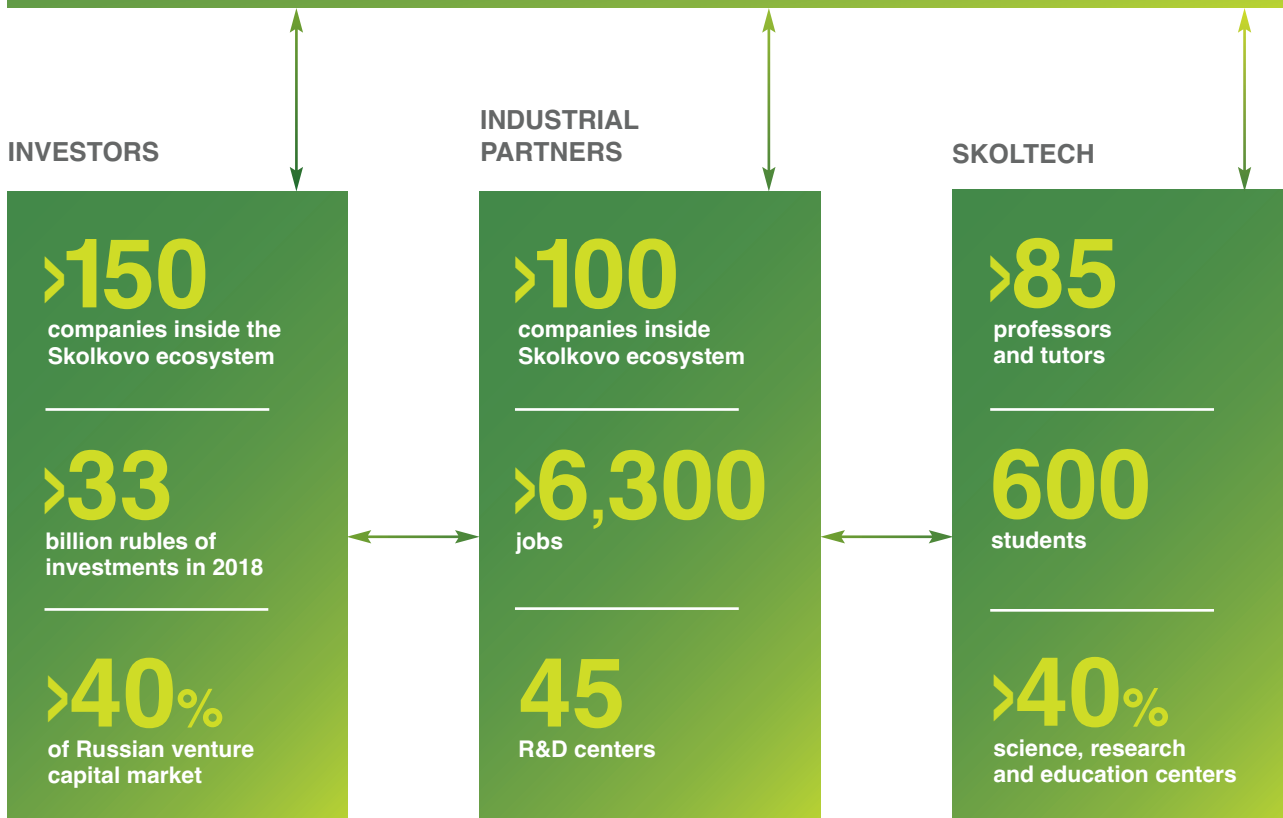 INVESTORS
>150
companies inside the
Skolkovo ecosystem
>33
billion rubles of
investments in 2018
>40%
of Russian venture
capital market
INDUSTRIAL
PARTNERS
>100
companies inside
Skolkovo ecosystem
>6,300
jobs
45
R&D centers
SKOLTECH
>85
professors
and tutors
600
students
>40%
science, research
and education centers